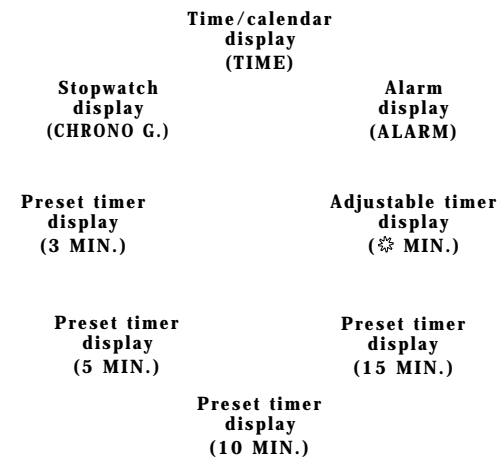 Time/calendar
display
(TIME)
Stopwatch
display
(CHRONO G.)
Alarm
display
(ALARM)
Preset timer
display
(3 MIN.)
Adjustable timer
display
(☼ MIN.)
Preset timer
display
(5 MIN.)
Preset timer
display
(15 MIN.)
Preset timer
display
(10 MIN.)